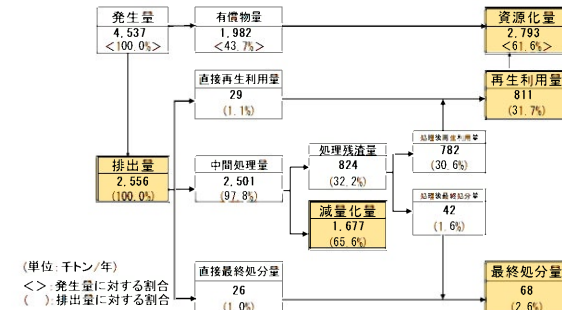 発生量
4,537
<100.0%>
有償物量
1,982
<43.7%>
資源化量
2,793
<61.6%>
直接再生利用量
29
(1.1%)
再生利用量
811
(31.7%)
処理後再生利用量
782
(30.6%)
排出量
2,556
(100.0%)
中間処理量
2,501
(97.8%)
処理残渣量
824
(32.2%)
減量化量
1,677
(65.6%)
処理後最終処分量
42
(1.6%)
直接最終処分量
26
(1.0%)
最終処分量
68
(2.6%)
(単位:千トン/年)
<>:発生量に対する割合
( ):排出量に対する割合